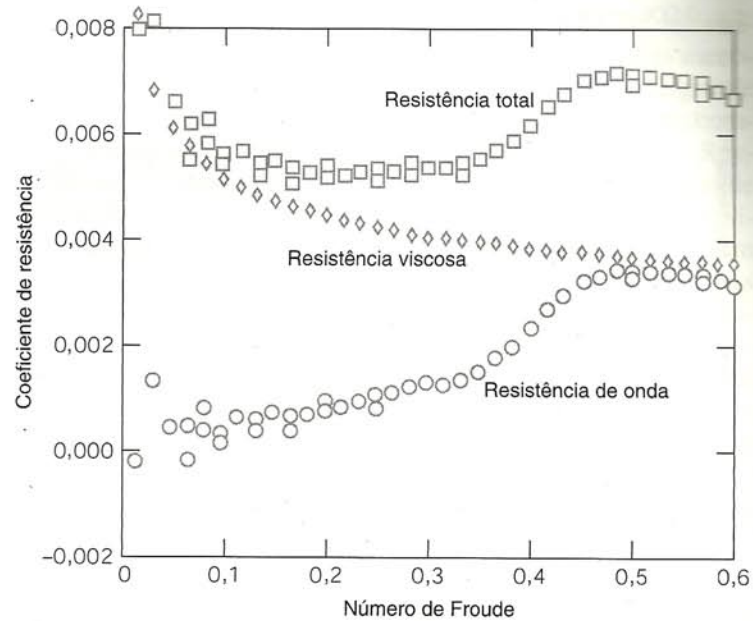 0,008
0,006
0,004
0,002
0,000
–0,002
Coeficiente de resistência
Resistência total
Resistência viscosa
Resistência de onda
0
0,1
0,2
0,3
0,4
0,5
0,6
Número de Froude